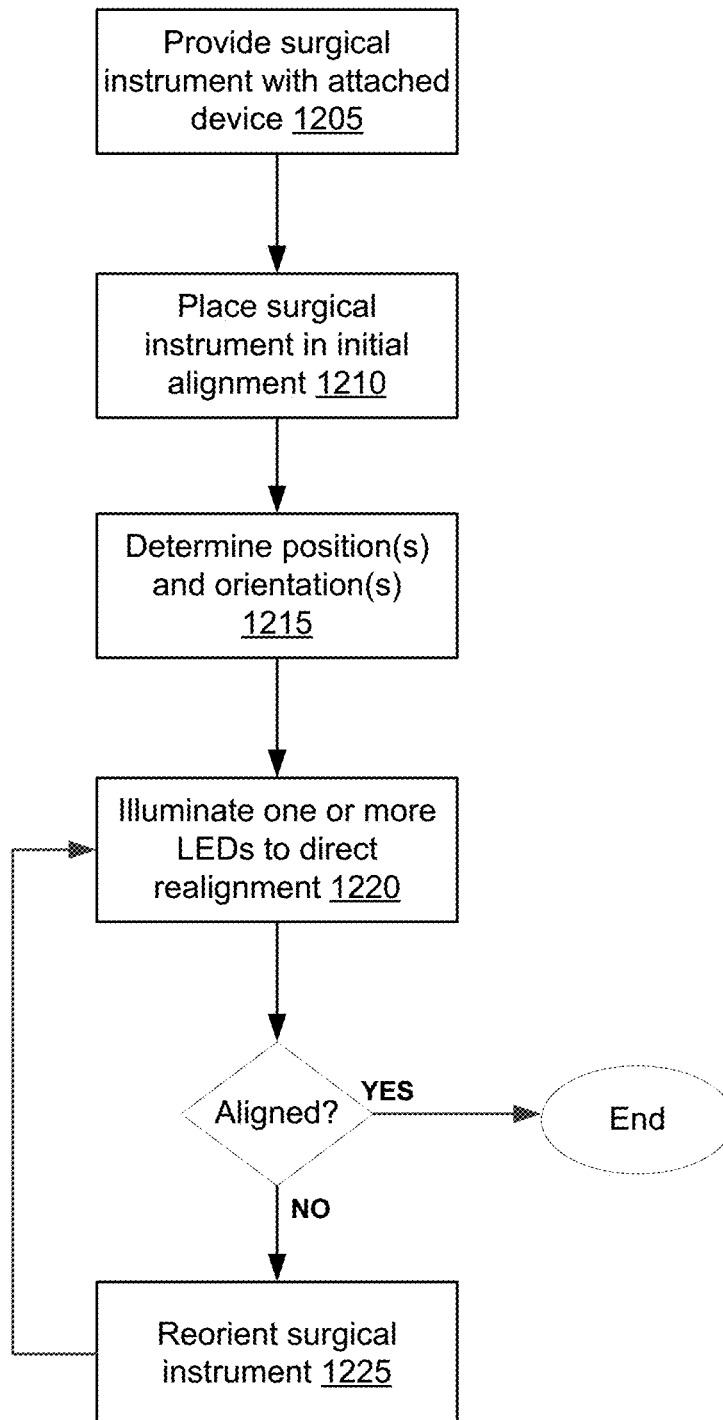 Provide surgical
instrument with attached
device 1205
Place surgical
instrument in initial
alignment 1210
Determine position(s)
and orientation(s)
1215
Illuminate one or more
LEDs to direct
realignment 1220
Aligned?
YES
End
NO
Reorient surgical
instrument 1225